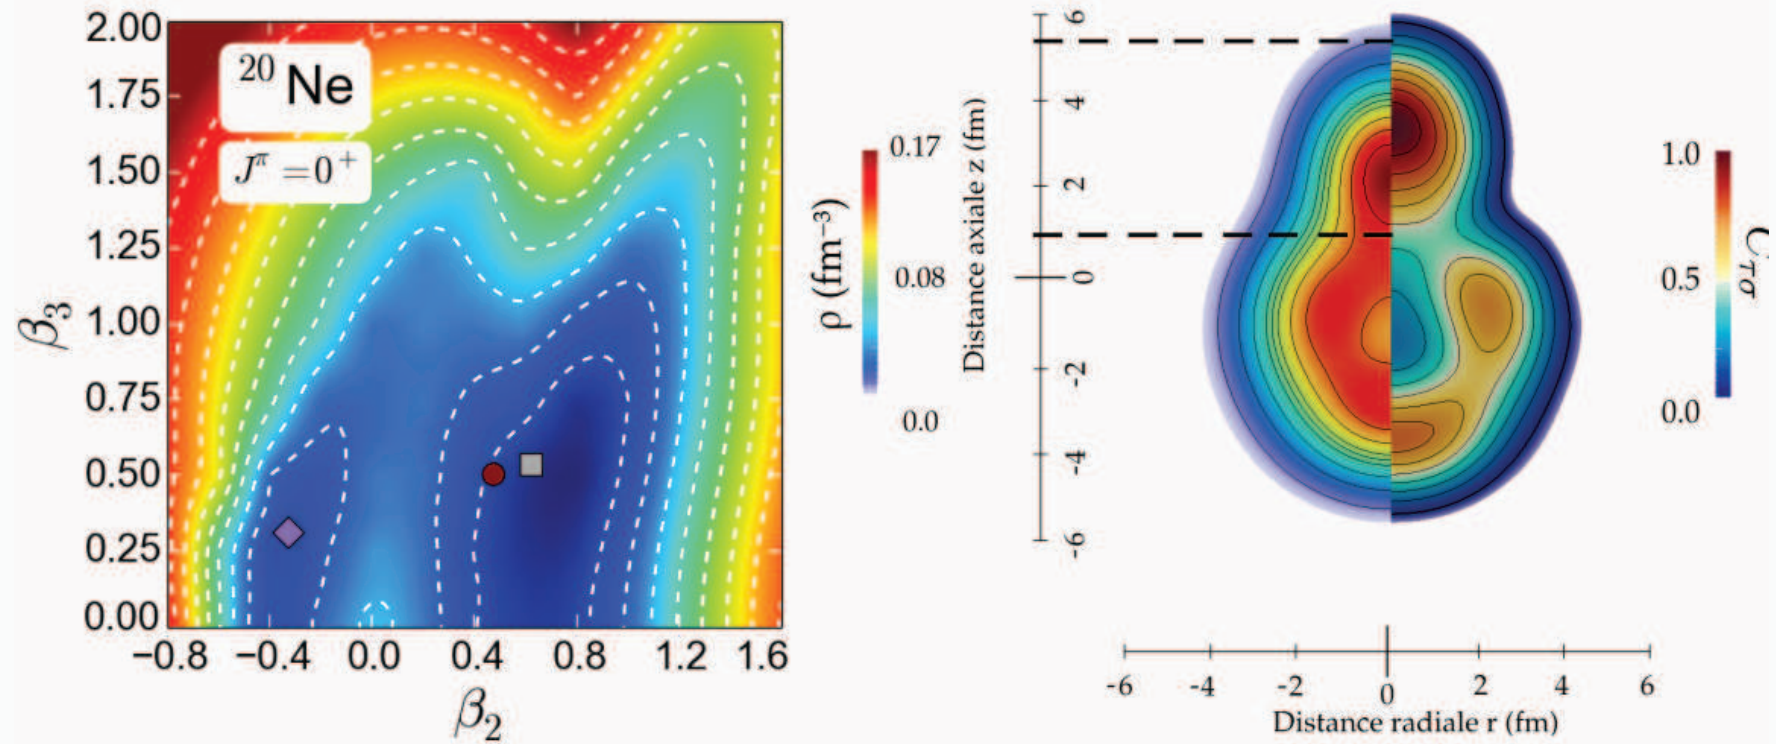 2.00
1.75
1.50
1.25
1.00
0.75
0.50
0.25
0.00
β₃
²⁰ Ne
J^π = 0⁺
−0.8 −0.4 0.0 0.4 0.8 1.2 1.6
β₂
0.17
0.08
0.0
ρ (fm⁻³)
Distance axiale z (fm)
6
4
2
0
-2
-4
-6
1.0
0.5
0.0
C_τσ
-6 -4 -2 0 2 4 6
Distance radiale r (fm)